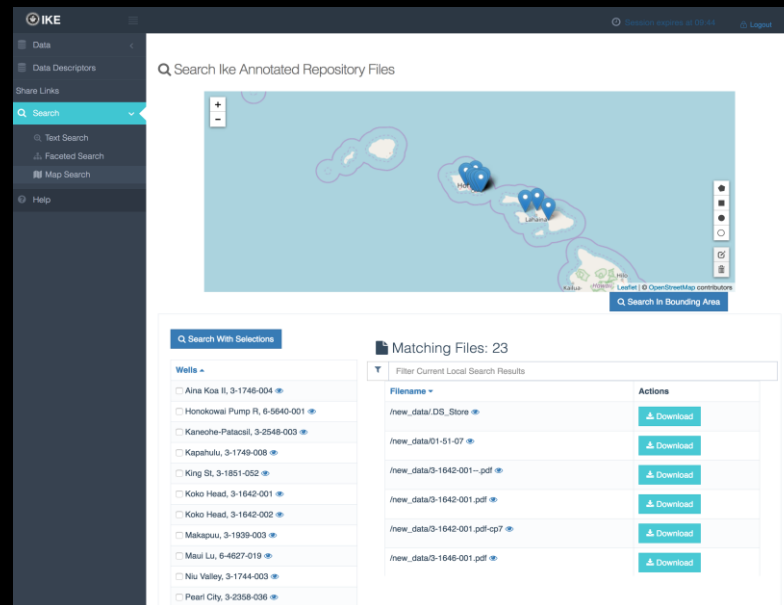 IKE
Session expires at 09:44
Logout
Data
Data Descriptors
Share Links
Search
Text Search
Faceted Search
Map Search
Help
Search Ike Annotated Repository Files
+
−
Lahaina
Hilo
Kailua
Leaflet | © OpenStreetMap contributors
Search In Bounding Area
Search With Selections
Wells
Aina Koa II, 3-1746-004
Honokowai Pump R, 6-5640-001
Kaneohe-Patacsil, 3-2548-003
Kapahulu, 3-1749-008
King St, 3-1851-052
Koko Head, 3-1642-001
Koko Head, 3-1642-002
Makapuu, 3-1939-003
Maui Lu, 6-4627-019
Niu Valley, 3-1744-003
Pearl City, 3-2358-036
Matching Files: 23
Filter Current Local Search Results
Filename
Actions
/new_data/.DS_Store
Download
/new_data/01-51-07
Download
/new_data/3-1642-001--.pdf
Download
/new_data/3-1642-001.pdf
Download
/new_data/3-1642-001.pdf-cp7
Download
/new_data/3-1646-001.pdf
Download